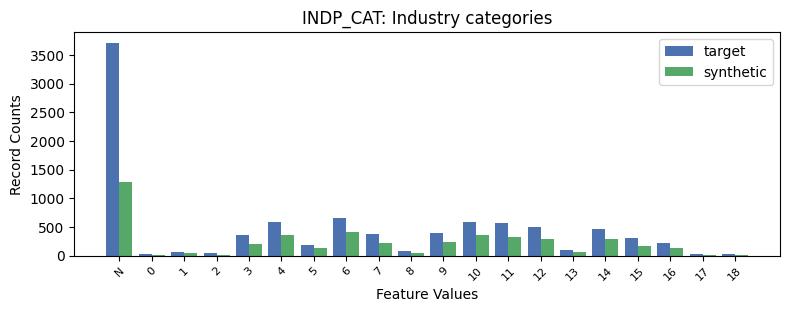 INDP_CAT: Industry categories
target
synthetic
Record Counts
3500
3000
2500
2000
1500
1000
500
0
N 0 1 2 3 4 5 6 7 8 9 10 11 12 13 14 15 16 17 18
Feature Values